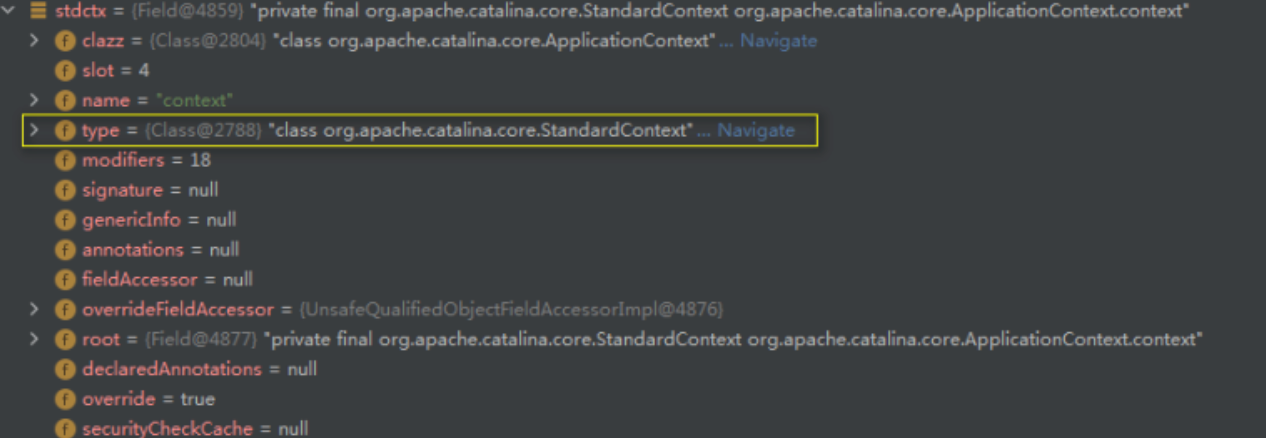 stdctx = {Field@4859} "private final org.apache.catalina.core.StandardContext org.apache.catalina.core.ApplicationContext.context"
f clazz = {Class@2804} "class org.apache.catalina.core.ApplicationContext"... Navigate
f slot = 4
f name = "context"
f type = {Class@2788} "class org.apache.catalina.core.StandardContext"... Navigate
f modifiers = 18
f signature = null
f genericInfo = null
f annotations = null
f fieldAccessor = null
f overrideFieldAccessor = {UnsafeQualifiedObjectFieldAccessorImpl@4876}
f root = {Field@4877} "private final org.apache.catalina.core.StandardContext org.apache.catalina.core.ApplicationContext.context"
f declaredAnnotations = null
f override = true
f securityCheckCache = null